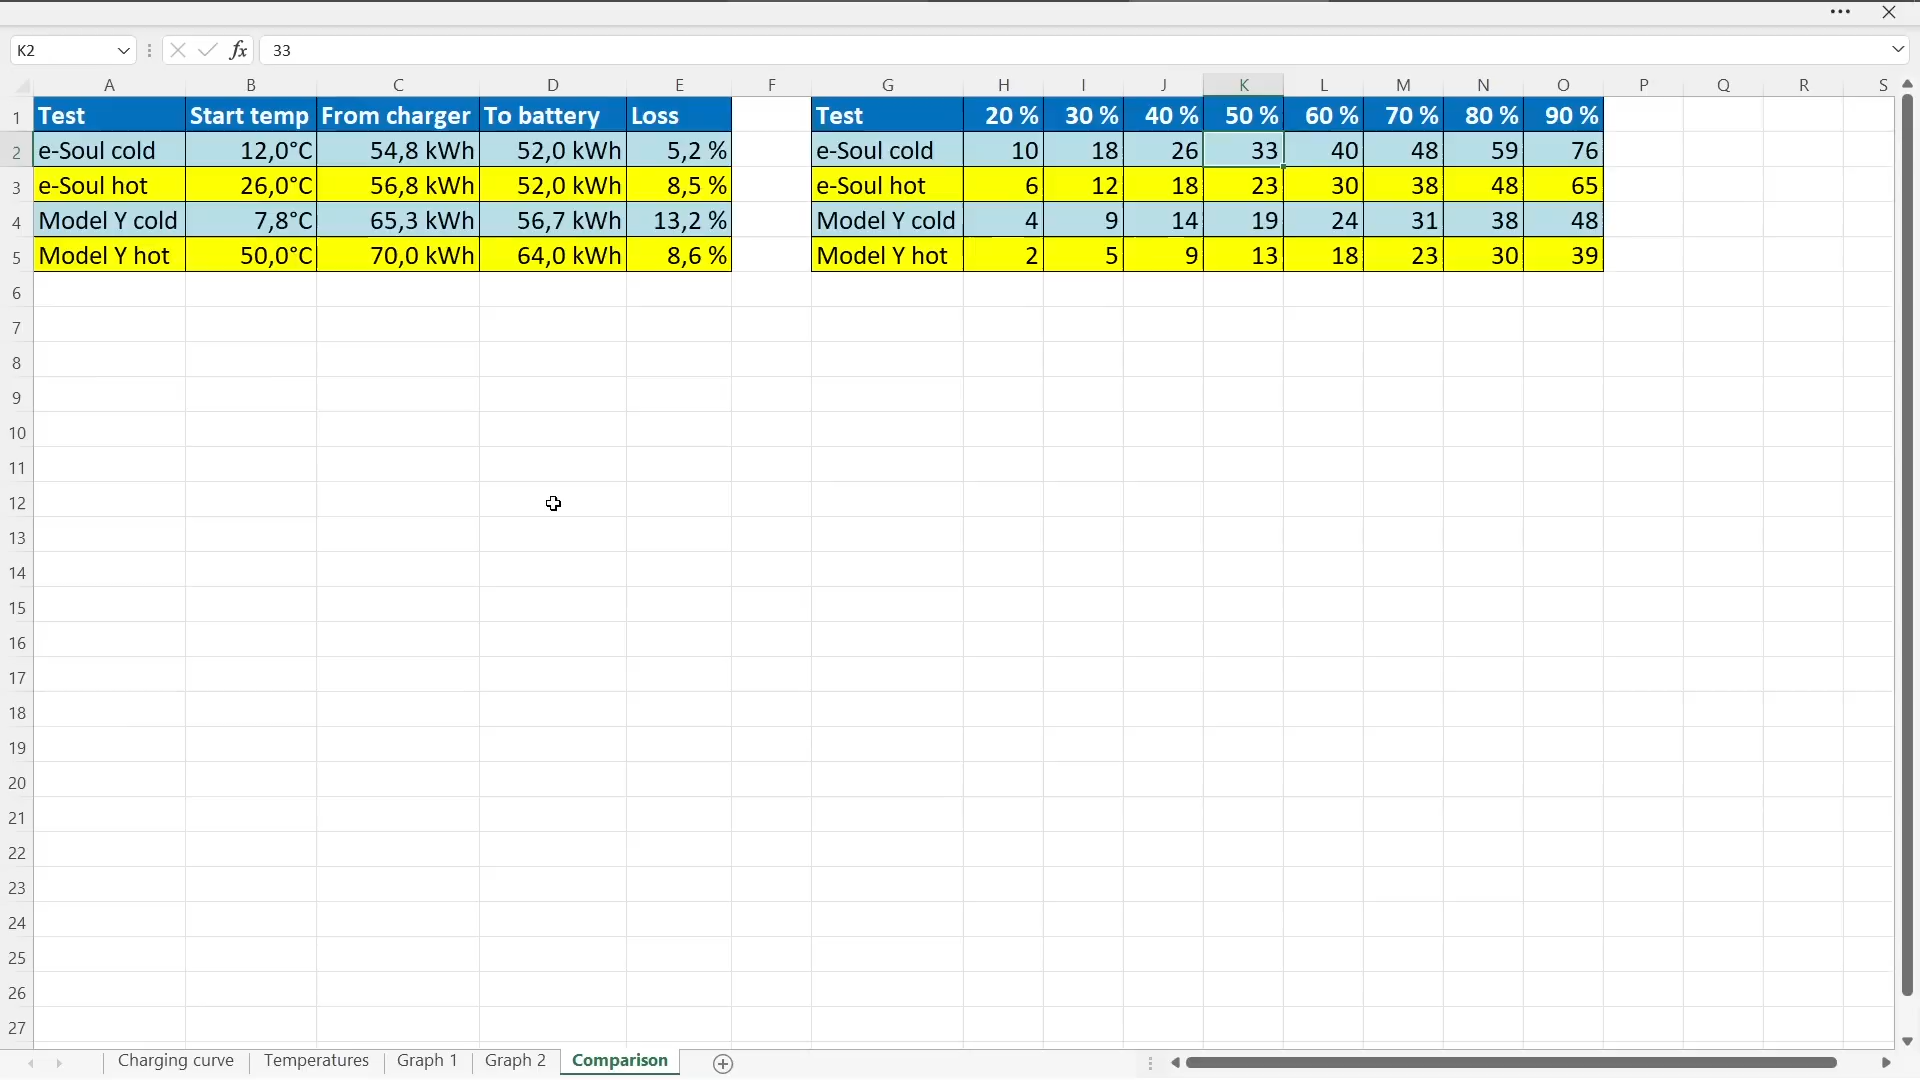 K2 fx 33
A B C D E F G H I J K L M N O P Q R S
1 Test Start temp From charger To battery Loss Test 20 % 30 % 40 % 50 % 60 % 70 % 80 % 90 %
2 e-Soul cold 12,0°C 54,8 kWh 52,0 kWh 5,2 % e-Soul cold 10 18 26 33 40 48 59 76
3 e-Soul hot 26,0°C 56,8 kWh 52,0 kWh 8,5 % e-Soul hot 6 12 18 23 30 38 48 65
4 Model Y cold 7,8°C 65,3 kWh 56,7 kWh 13,2 % Model Y cold 4 9 14 19 24 31 38 48
5 Model Y hot 50,0°C 70,0 kWh 64,0 kWh 8,6 % Model Y hot 2 5 9 13 18 23 30 39
6
7
8
9
10
11
12
13
14
15
16
17
18
19
20
21
22
23
24
25
26
27
Charging curve Temperatures Graph 1 Graph 2 Comparison